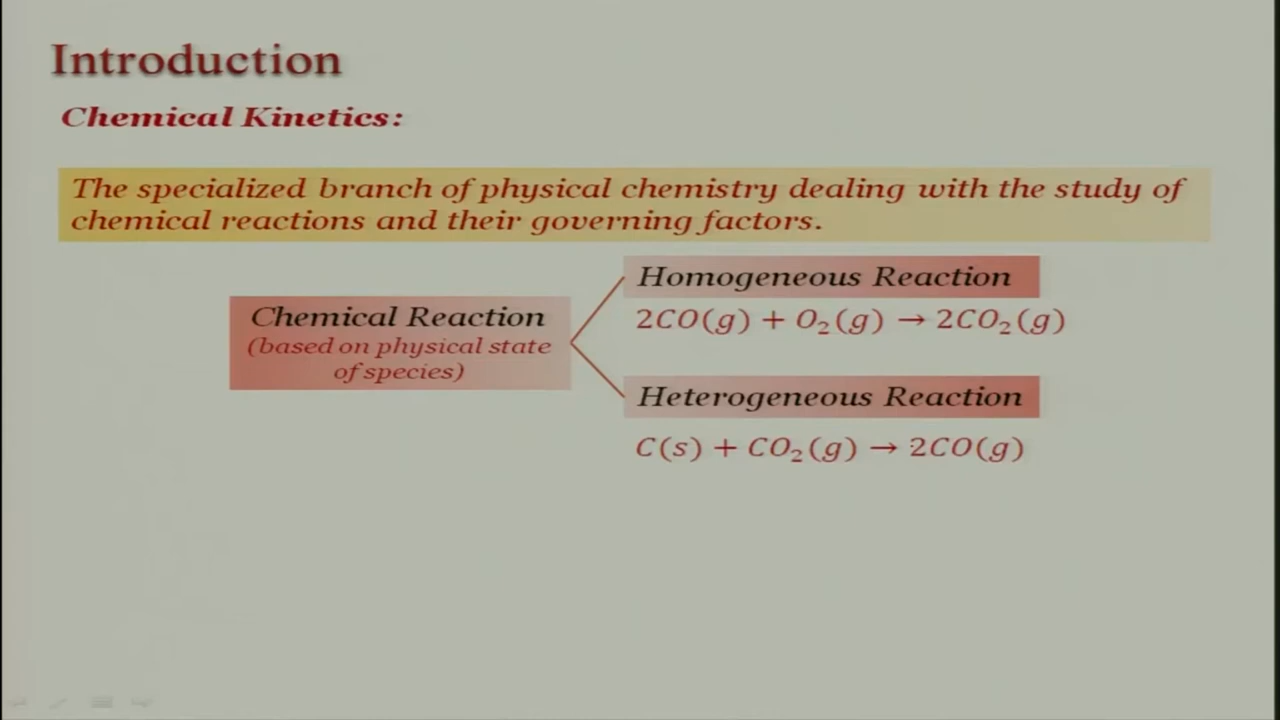 Introduction
Chemical Kinetics:
The specialized branch of physical chemistry dealing with the study of
chemical reactions and their governing factors.
Chemical Reaction
(based on physical state
of species)
Homogeneous Reaction
2CO(g) + O₂(g) → 2CO₂(g)
Heterogeneous Reaction
C(s) + CO₂(g) → 2CO(g)